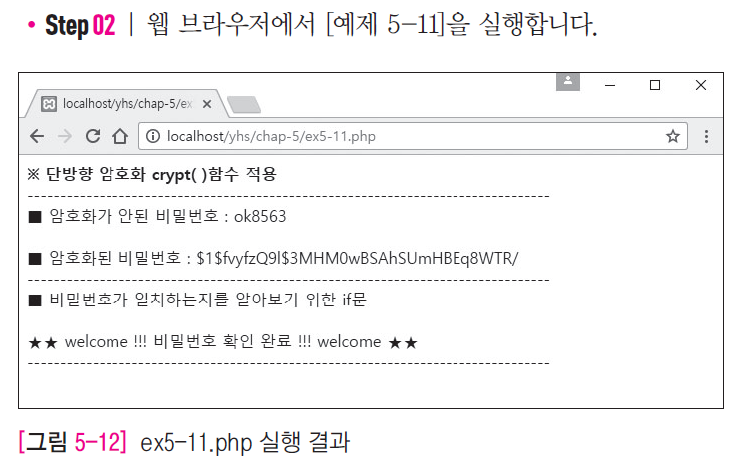 • Step 02 | 웹 브라우저에서 [예제 5-11]을 실행합니다.
localhost/yhs/chap-5/ex
localhost/yhs/chap-5/ex5-11.php
※ 단방향 암호화 crypt( )함수 적용
■ 암호화가 안된 비밀번호 : ok8563
■ 암호화된 비밀번호 : $1$fvyfzQ9l$3MHM0wBSAhSUmHBEq8WTR/
■ 비밀번호가 일치하는지를 알아보기 위한 if문
★★ welcome !!! 비밀번호 확인 완료 !!! welcome ★★
[그림 5-12] ex5-11.php 실행 결과